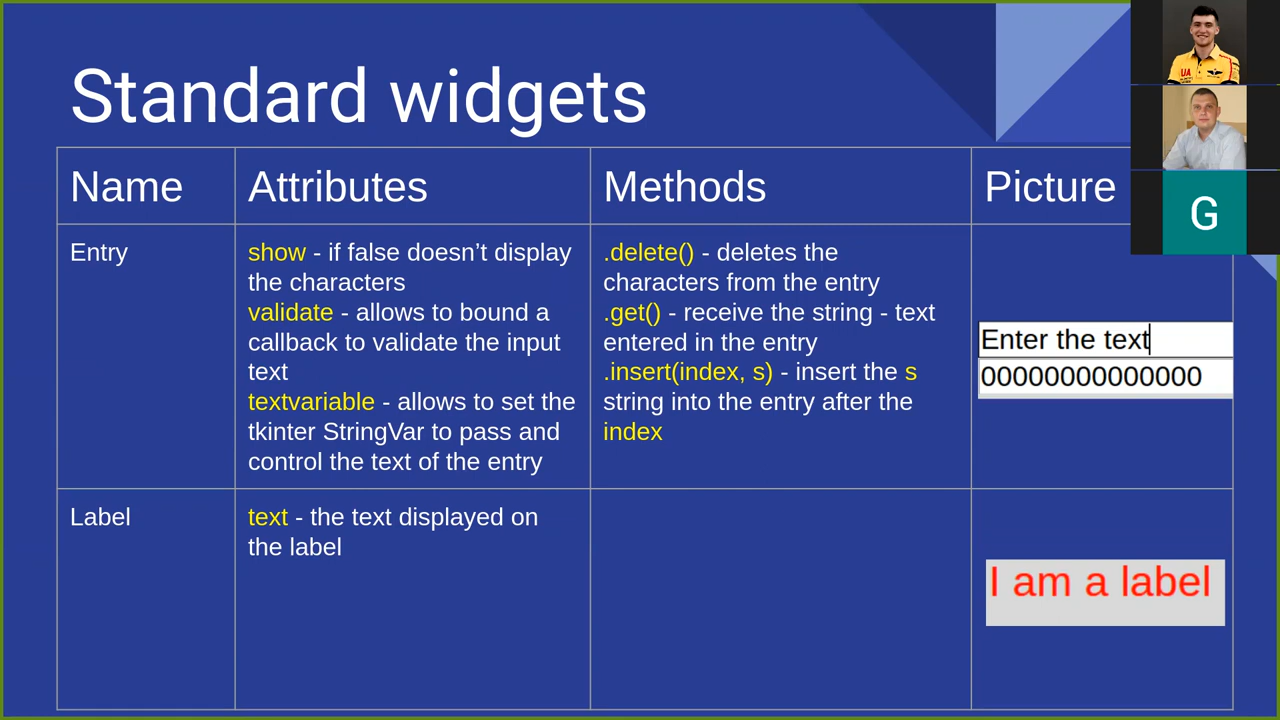 Standard widgets
Name Attributes Methods Picture
Entry
show - if false doesn't display
the characters
validate - allows to bound a
callback to validate the input
text
textvariable - allows to set the
tkinter StringVar to pass and
control the text of the entry
.delete() - deletes the
characters from the entry
.get() - receive the string - text
entered in the entry
.insert(index, s) - insert the s
string into the entry after the
index
Enter the text
00000000000000
Label
text - the text displayed on
the label
I am a label
UA
G